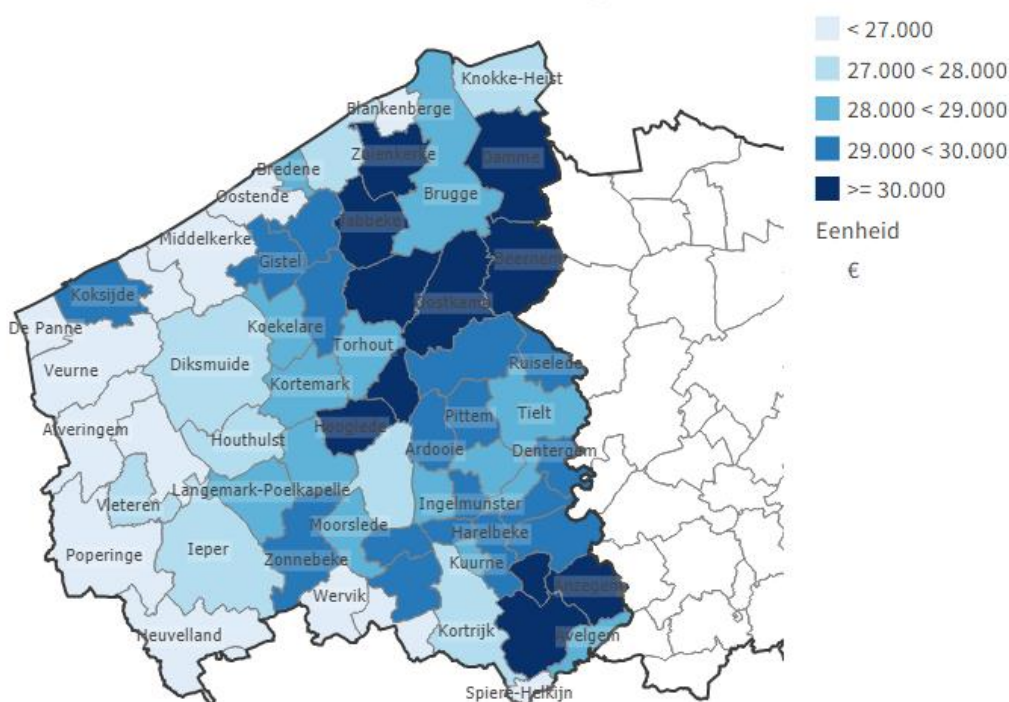 < 27.000
27.000 < 28.000
28.000 < 29.000
29.000 < 30.000
>= 30.000
Eenheid
€
Knokke-Heist
Blankenberge
Zuienkerke
Damme
Bredene
Brugge
Oostende
Jabbeke
Middelkerke
Gistel
Beernem
Koksijde
Oostkamp
De Panne
Koekelare
Torhout
Veurne
Diksmuide
Ruiselede
Kortemark
Pittem
Tielt
Alveringem
Houthulst
Hooglede
Ardooie
Dentergem
Vleteren
Langemark-Poelkapelle
Ingelmunster
Moorslede
Harelbeke
Poperinge
Ieper
Zonnebeke
Kuurne
Anzegem
Wervik
Heuvelland
Kortrijk
Avelgem
Spiere-Helkijn